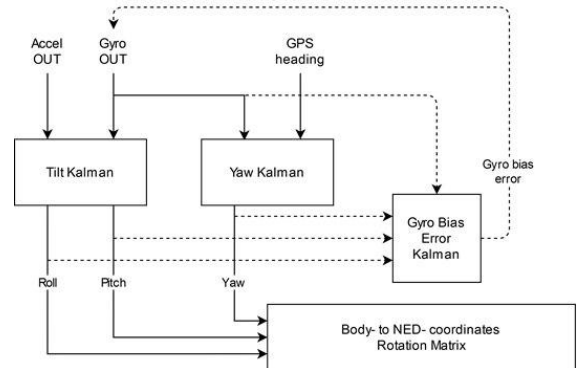 Accel
OUT
Gyro
OUT
GPS
heading
Tilt Kalman
Yaw Kalman
Gyro bias
error
Gyro Bias
Error
Kalman
Roll
Pitch
Yaw
Body- to NED- coordinates
Rotation Matrix